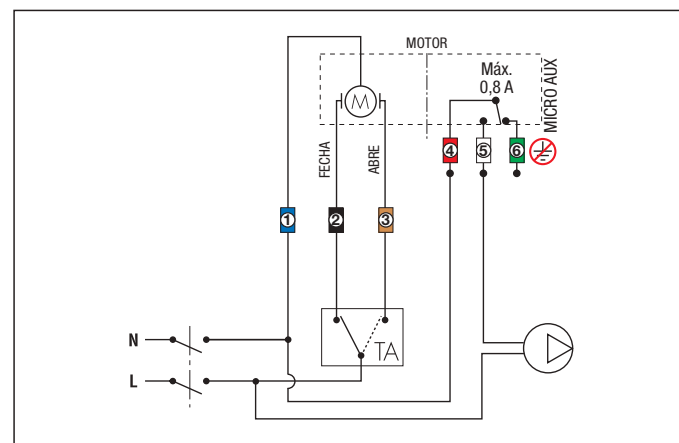 MOTOR
M
Máx.
0,8 A
MICRO AUX
FECHA
ABRE
④ ⑤ ⑥
① ② ③
TA
N
L